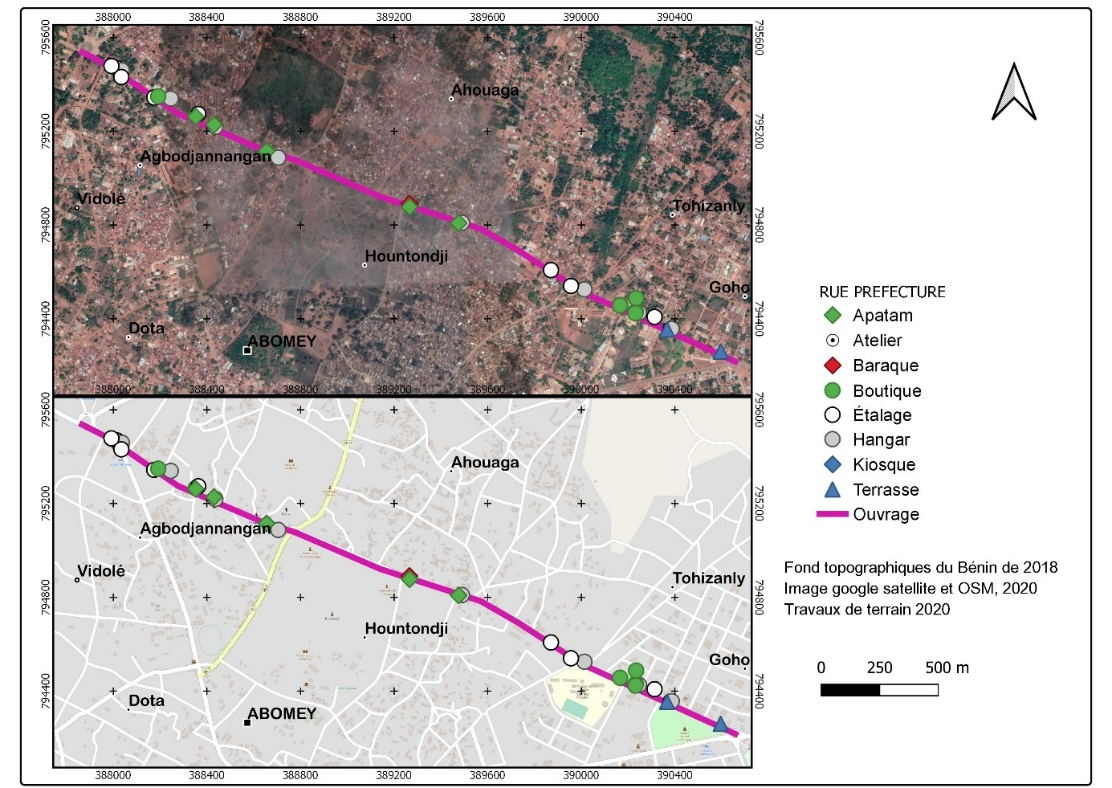 388000 388400 388800 389200 389600 390000 390400
795600 795600
Ahouaga
795200 795200
Agbodjannangan
Vidolé
Tohizanly
794800 794800
Hountondji
Goho
794400 794400
Dota
ABOMEY
388000 388400 388800 389200 389600 390000 390400
795600 795600
Ahouaga
795200 795200
Agbodjannangan
Vidolé
Tohizanly
794800 794800
Hountondji
Goho
794400 794400
Dota
ABOMEY
388000 388400 388800 389200 389600 390000 390400
RUE PREFECTURE
Apatam
Atelier
Baraque
Boutique
Étalage
Hangar
Kiosque
Terrasse
Ouvrage
Fond topographiques du Bénin de 2018
Image google satellite et OSM, 2020
Travaux de terrain 2020
0 250 500 m